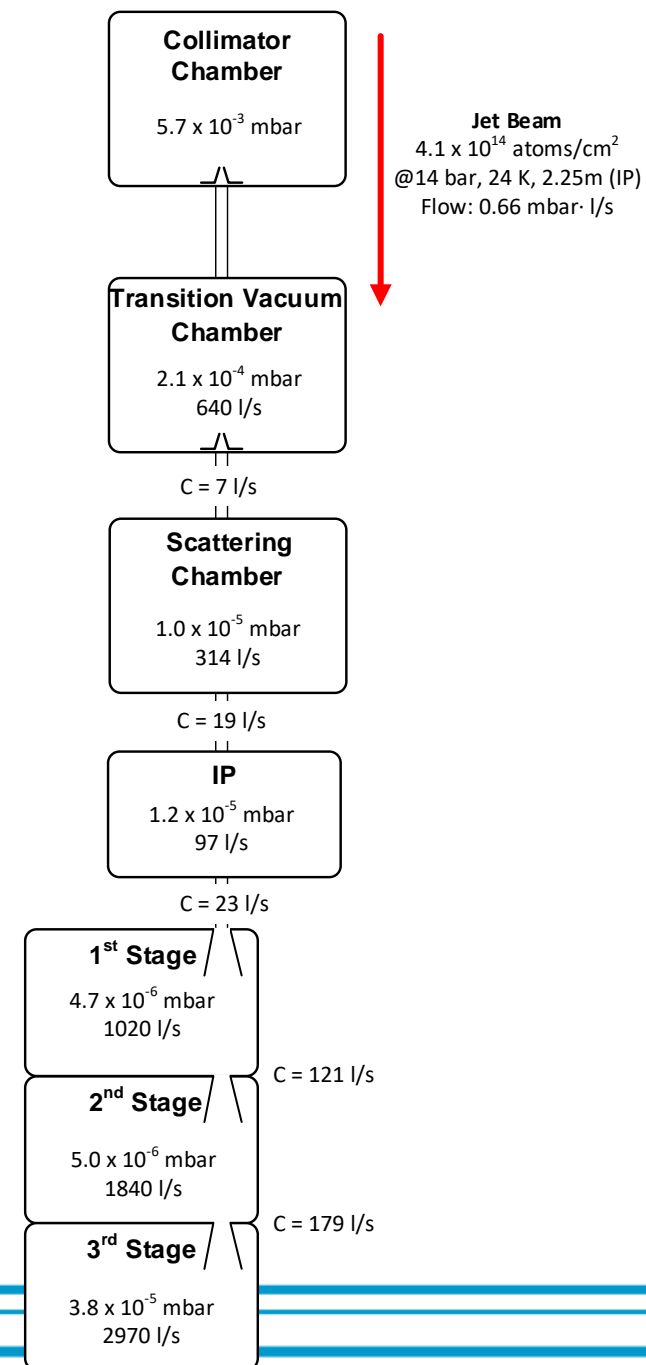 Collimator
Chamber
5.7 x 10⁻³ mbar
Jet Beam
4.1 x 10¹⁴ atoms/cm²
@14 bar, 24 K, 2.25m (IP)
Flow: 0.66 mbar· l/s
Transition Vacuum
Chamber
2.1 x 10⁻⁴ mbar
640 l/s
C = 7 l/s
Scattering
Chamber
1.0 x 10⁻⁵ mbar
314 l/s
C = 19 l/s
IP
1.2 x 10⁻⁵ mbar
97 l/s
C = 23 l/s
1ˢᵗ Stage
4.7 x 10⁻⁶ mbar
1020 l/s
C = 121 l/s
2ⁿᵈ Stage
5.0 x 10⁻⁶ mbar
1840 l/s
C = 179 l/s
3ʳᵈ Stage
3.8 x 10⁻⁵ mbar
2970 l/s